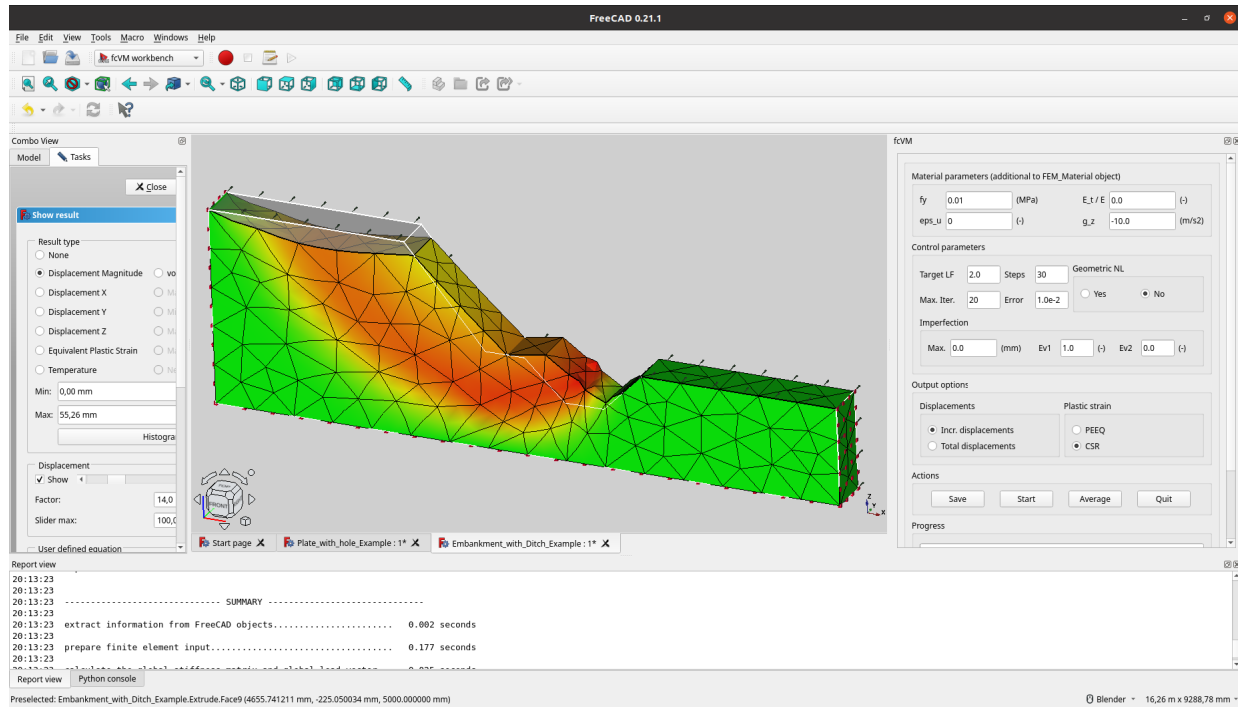 FreeCAD 0.21.1
File Edit View Tools Macro Windows Help
fcVM workbench
Combo View
Model Tasks
Close
Show result
Result type
None
Displacement Magnitude vo
Displacement X
Displacement Y
Displacement Z
Equivalent Plastic Strain
Temperature
Min: 0,00 mm
Max: 55,26 mm
Histogra
Displacement
Show
Factor: 14,0
Slider max: 100,0
User defined equation
FRONT
Z
Y
X
Start page Plate_with_hole_Example : 1* Embankment_with_Ditch_Example : 1*
fcVM
Material parameters (additional to FEM_Material object)
fy 0.01 (MPa) E_t / E 0.0 (-)
eps_u 0 (-) g_z -10.0 (m/s2)
Control parameters
Target LF 2.0 Steps 30 Geometric NL
Max. Iter. 20 Error 1.0e-2 Yes No
Imperfection
Max. 0.0 (mm) Ev1 1.0 (-) Ev2 0.0 (-)
Output options
Displacements Plastic strain
Incr. displacements PEEQ
Total displacements CSR
Actions
Save Start Average Quit
Progress
Report view
20:13:23
20:13:23
20:13:23 ------------------------------ SUMMARY ------------------------------
20:13:23
20:13:23 extract information from FreeCAD objects....................... 0.002 seconds
20:13:23
20:13:23 prepare finite element input................................... 0.177 seconds
20:13:23
Report view Python console
Preselected: Embankment_with_Ditch_Example.Extrude.Face9 (4655.741211 mm, -225.050034 mm, 5000.000000 mm) Blender 16,26 m x 9288,78 mm